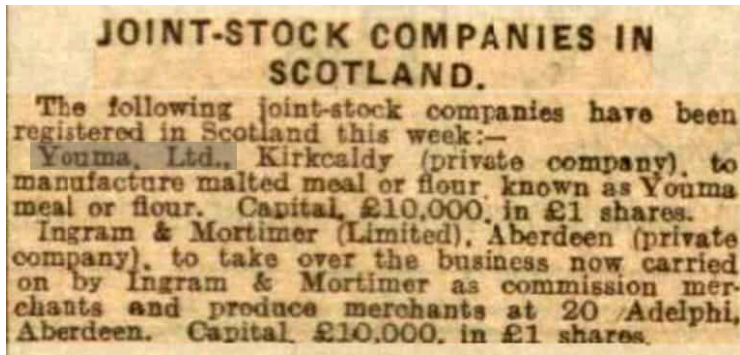 JOINT-STOCK COMPANIES IN
SCOTLAND.
The following joint-stock companies have been
registered in Scotland this week:—
Youma, Ltd., Kirkcaldy (private company), to
manufacture malted meal or flour, known as Youma
meal or flour. Capital, £10,000, in £1 shares.
Ingram & Mortimer (Limited), Aberdeen (private
company), to take over the business now carried
on by Ingram & Mortimer as commission mer-
chants and produce merchants at 20 Adelphi,
Aberdeen. Capital, £10,000, in £1 shares.